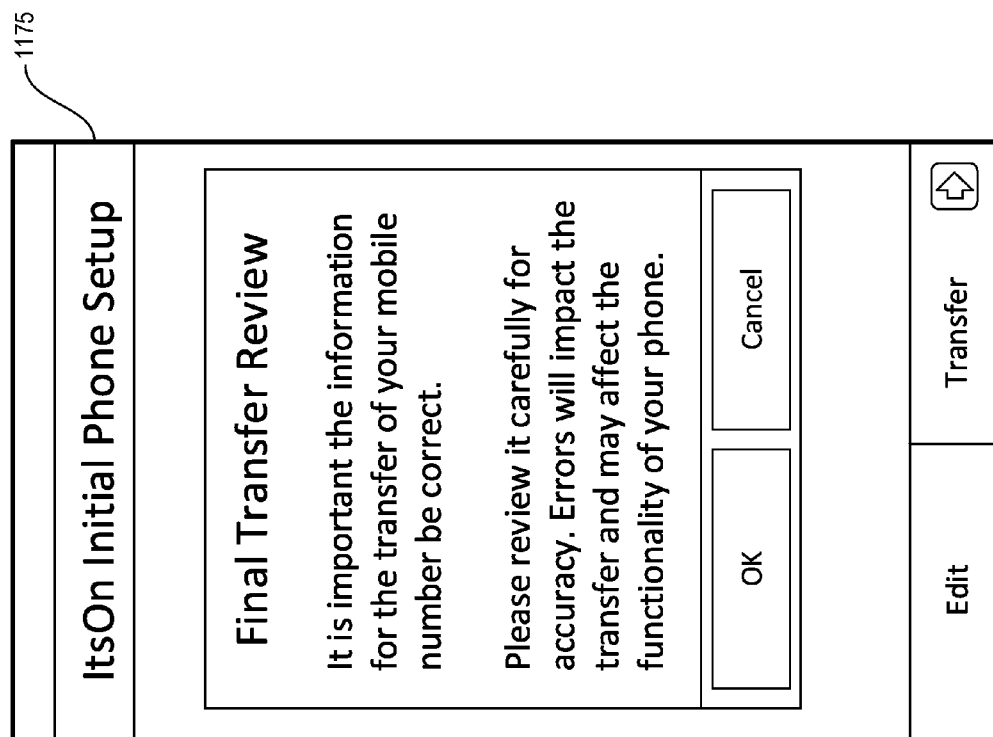 1175
ItsOn Initial Phone Setup
Final Transfer Review
It is important the information
for the transfer of your mobile
number be correct.
Please review it carefully for
accuracy. Errors will impact the
transfer and may affect the
functionality of your phone.
OK
Cancel
Edit
Transfer